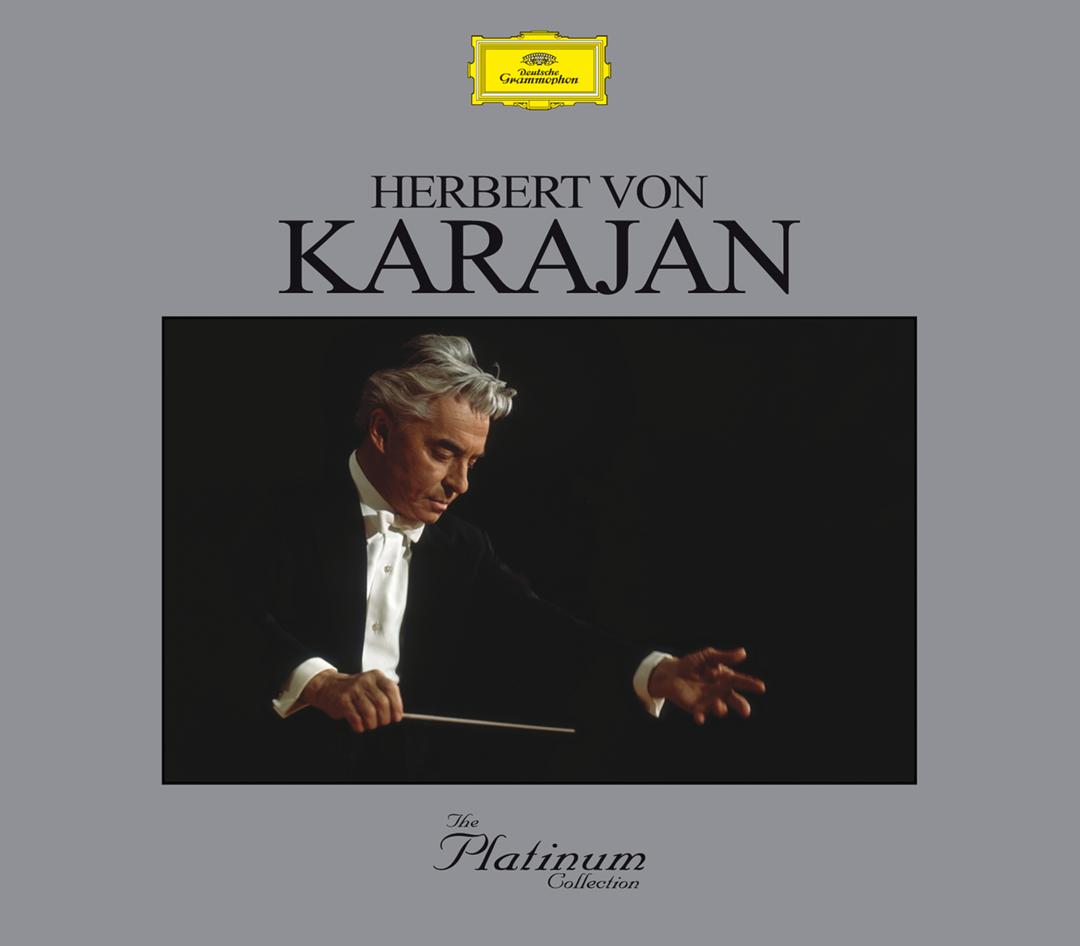 Deutsche
Grammophon
HERBERT VON
KARAJAN
The
Platinum
Collection